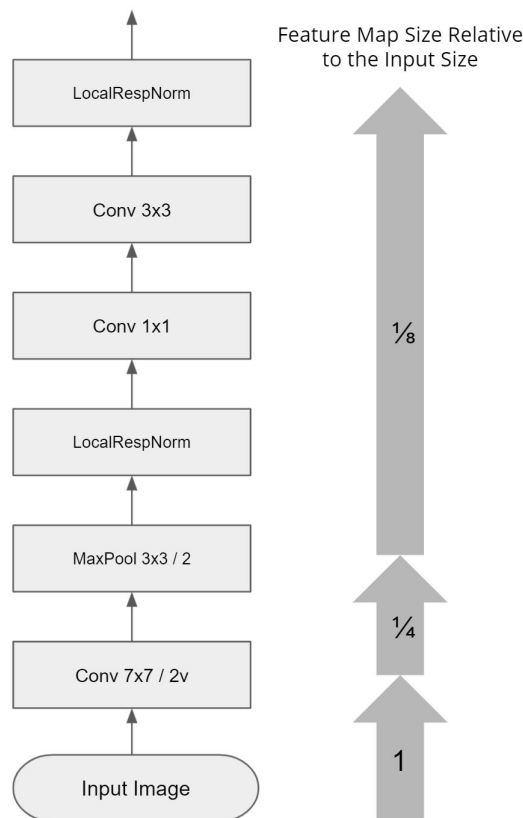 Feature Map Size Relative
to the Input Size
LocalRespNorm
Conv 3x3
Conv 1x1
⅛
LocalRespNorm
MaxPool 3x3 / 2
¼
Conv 7x7 / 2v
1
Input Image